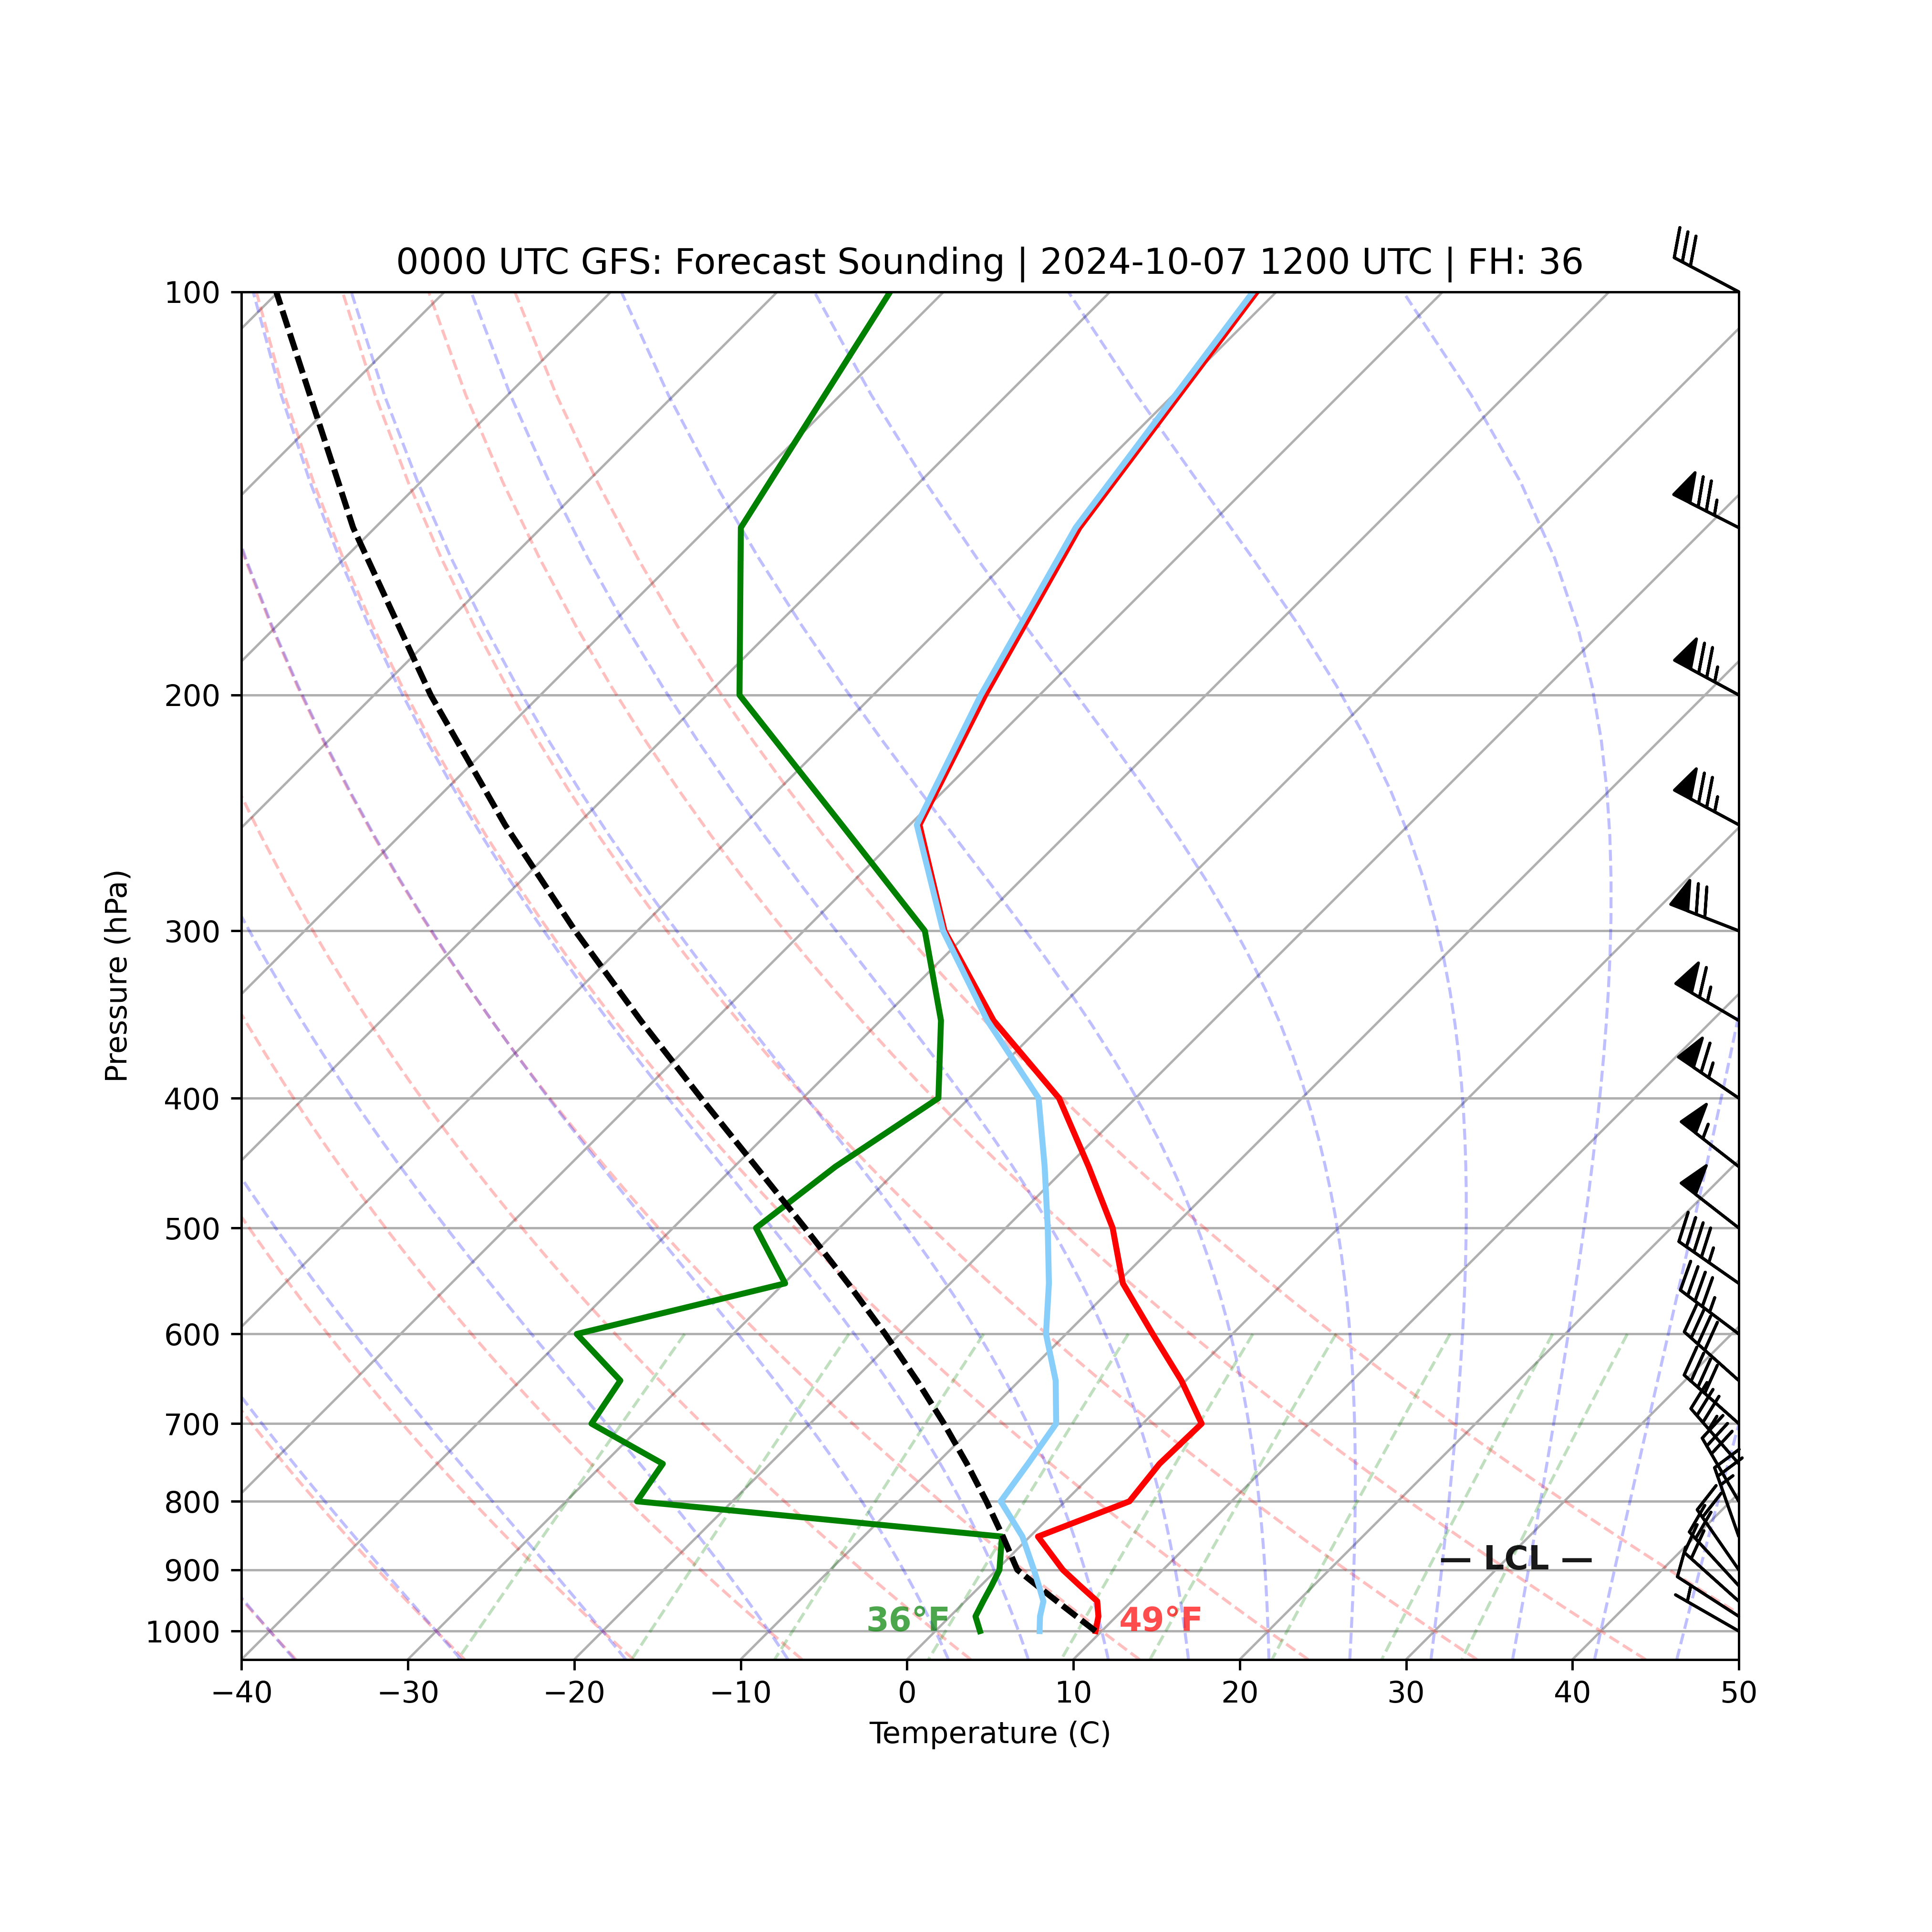 0000 UTC GFS: Forecast Sounding | 2024-10-07 1200 UTC | FH: 36
100
200
300
400
500
600
700
800
900
1000
Pressure (hPa)
— LCL —
36°F
49°F
−40 −30 −20 −10 0 10 20 30 40 50
Temperature (C)